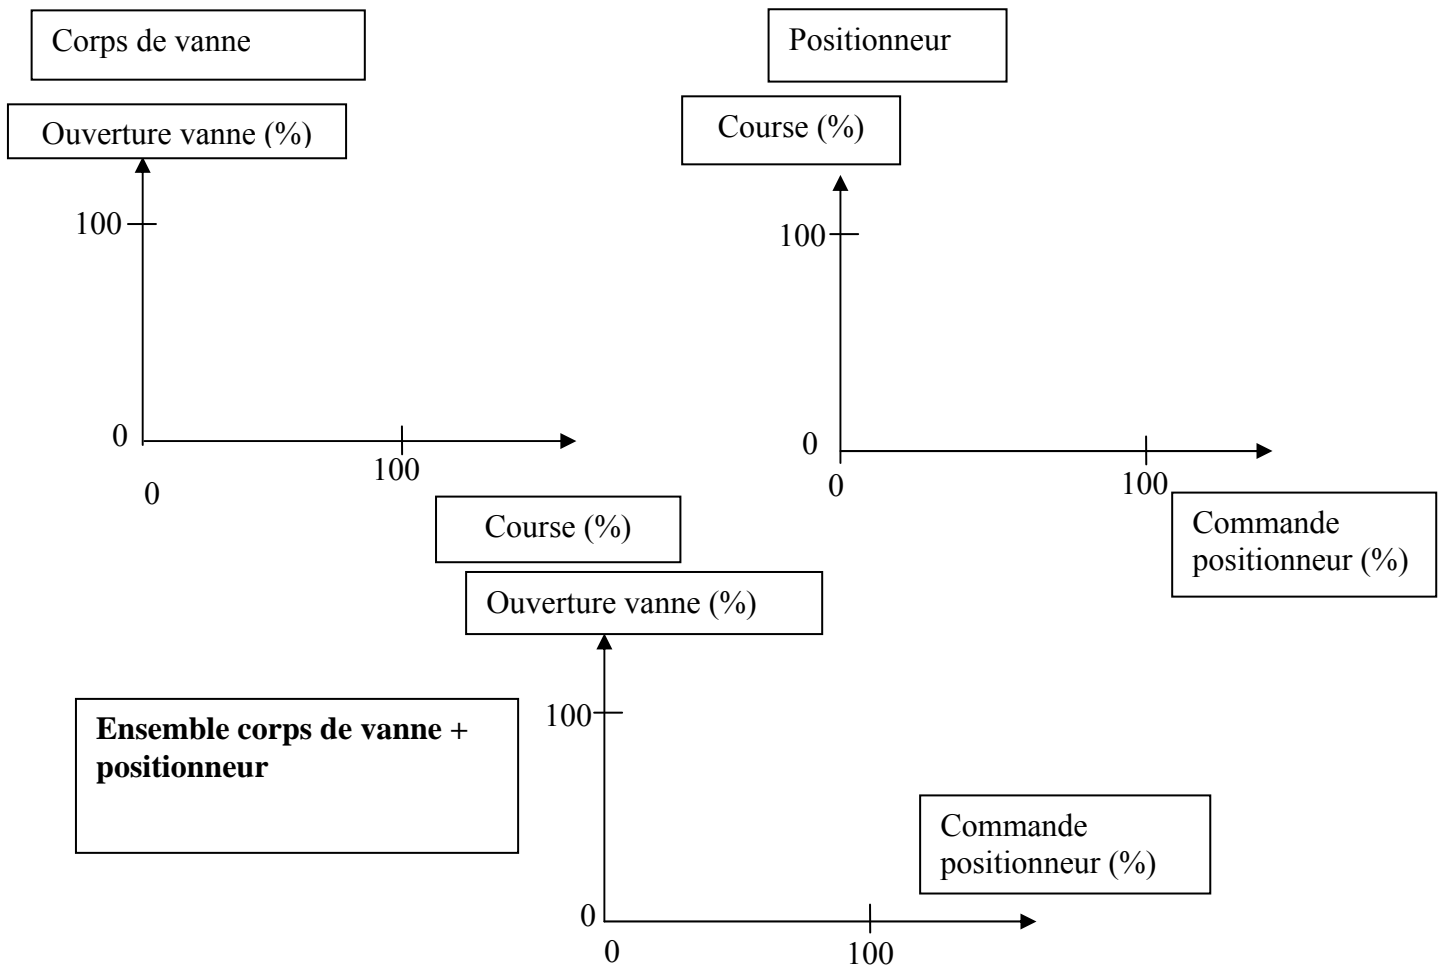 Corps de vanne
Ouverture vanne (%)
100
0
100
0
Course (%)
Positionneur
Course (%)
100
0
0
100
Commande
positionneur (%)
Ensemble corps de vanne +
positionneur
Ouverture vanne (%)
100
0
0
100
Commande
positionneur (%)